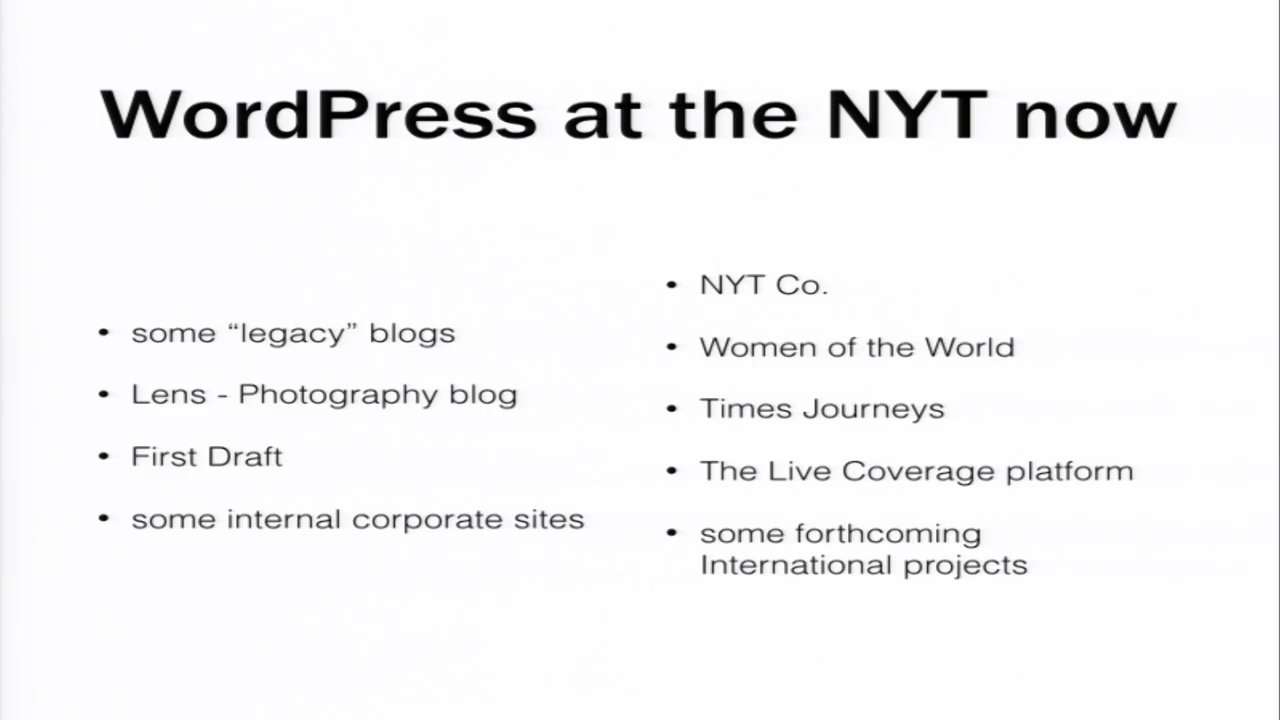 WordPress at the NYT now
• some “legacy” blogs
• Lens - Photography blog
• First Draft
• some internal corporate sites
• NYT Co.
• Women of the World
• Times Journeys
• The Live Coverage platform
• some forthcoming
International projects